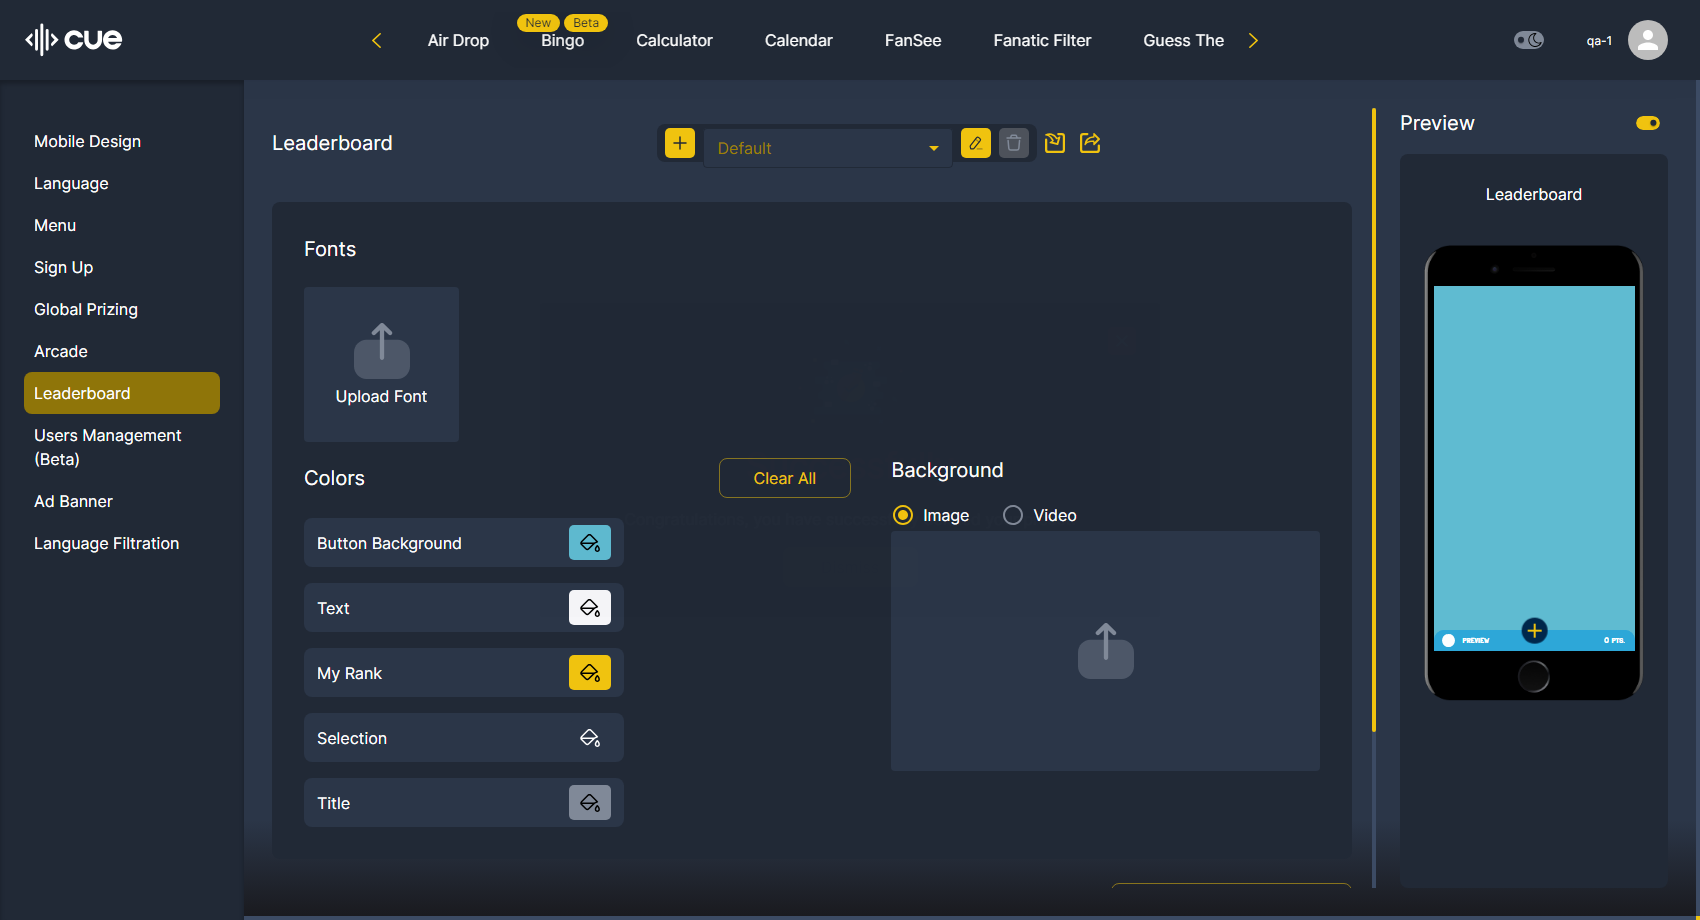 cue
New
Beta
Air Drop
Bingo
Calculator
Calendar
FanSee
Fanatic Filter
Guess The
qa-1
Mobile Design
Language
Menu
Sign Up
Global Prizing
Arcade
Leaderboard
Users Management
(Beta)
Ad Banner
Language Filtration
Leaderboard
Default
Fonts
Upload Font
Colors
Clear All
Button Background
Text
My Rank
Selection
Title
Background
Image
Video
Preview
Leaderboard
PREVIEW
0 PTS.